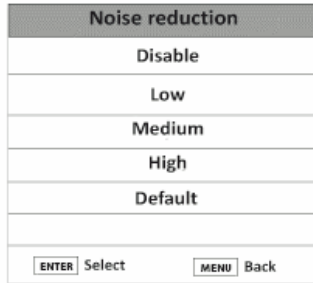 Noise reduction
Disable
Low
Medium
High
Default
ENTER Select MENU Back